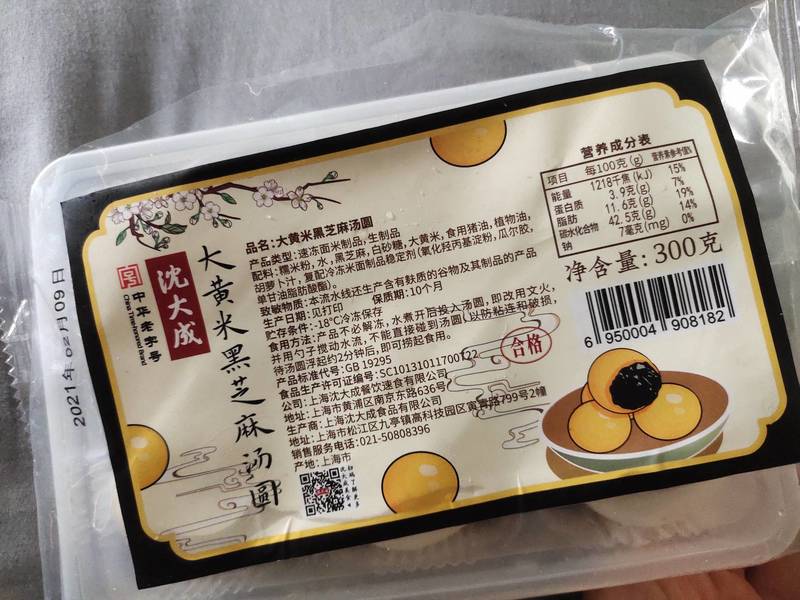 沈大成
中华老字号
China Time-honored Brand
大黄米黑芝麻汤圆
2021年02月09日
品名:大黄米黑芝麻汤圆
产品类型:速冻面米制品,生制品
配料:糯米粉,水,黑芝麻,白砂糖,大黄米,食用猪油,植物油,
胡萝卜汁,复配冷冻米面制品稳定剂(氧化羟丙基淀粉,瓜尔胶,
单甘油脂肪酸酯)。
致敏物质:本流水线还生产含有麸质的谷物及其制品的产品
生产日期:见打印 保质期:10个月
贮存条件:-18℃冷冻保存
食用方法:产品不必解冻,水煮开后投入汤圆,即改用文火,
并用勺子搅动水流,不能直接碰到汤圆,以防粘连和破损,
待汤圆浮起约2分钟后,即可捞起食用。
产品标准代号:GB 19295
食品生产许可证编号:SC10131011700122
公司:上海沈大成餐饮速食有限公司
地址:上海市黄浦区南京东路636号
生产商:上海沈大成食品有限公司
地址:上海市松江区九亭镇高科技园区寅青路799号2幢
销售服务电话:021-50808396
产地:上海市
合格
营养成分表
项目 每100克(g) 营养素参考值%
能量 1218千焦(kJ) 15%
蛋白质 3.9克(g) 7%
脂肪 11.6克(g) 19%
碳水化合物 42.5克(g) 14%
钠 7毫克(mg) 0%
净含量:300克
6 950004 908182